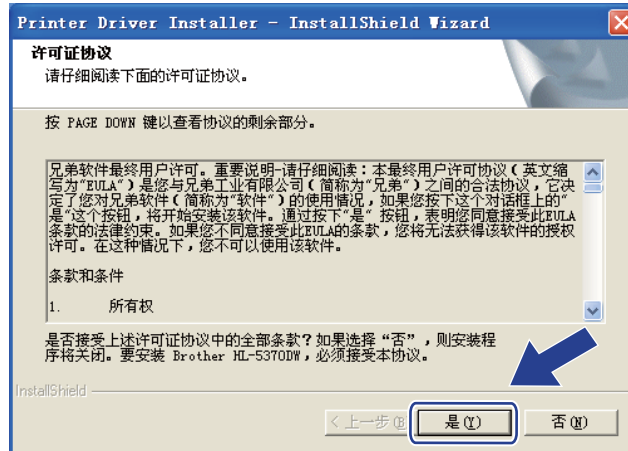 Printer Driver Installer - InstallShield Wizard
许可证协议
请仔细阅读下面的许可证协议。
按 PAGE DOWN 键以查看协议的剩余部分。
兄弟软件最终用户许可。重要说明-请仔细阅读：本最终用户许可协议（英文缩
写为"EULA"）是您与兄弟工业有限公司（简称为"兄弟"）之间的合法协议，它决
定了您对兄弟软件（简称为"软件"）的使用情况，如果您按下这个对话框上的"
是"这个按钮，将开始安装该软件。通过按下"是" 按钮，表明您同意接受此EULA
条款的法律约束。如果您不同意接受此EULA的条款，您将无法获得该软件的授权
许可。在这种情况下，您不可以使用该软件。
条款和条件
1. 所有权
是否接受上述许可证协议中的全部条款？如果选择“否”，则安装程
序将关闭。要安装 Brother HL-5370DW，必须接受本协议。
InstallShield
< 上一步(B 是(Y) 否(N)